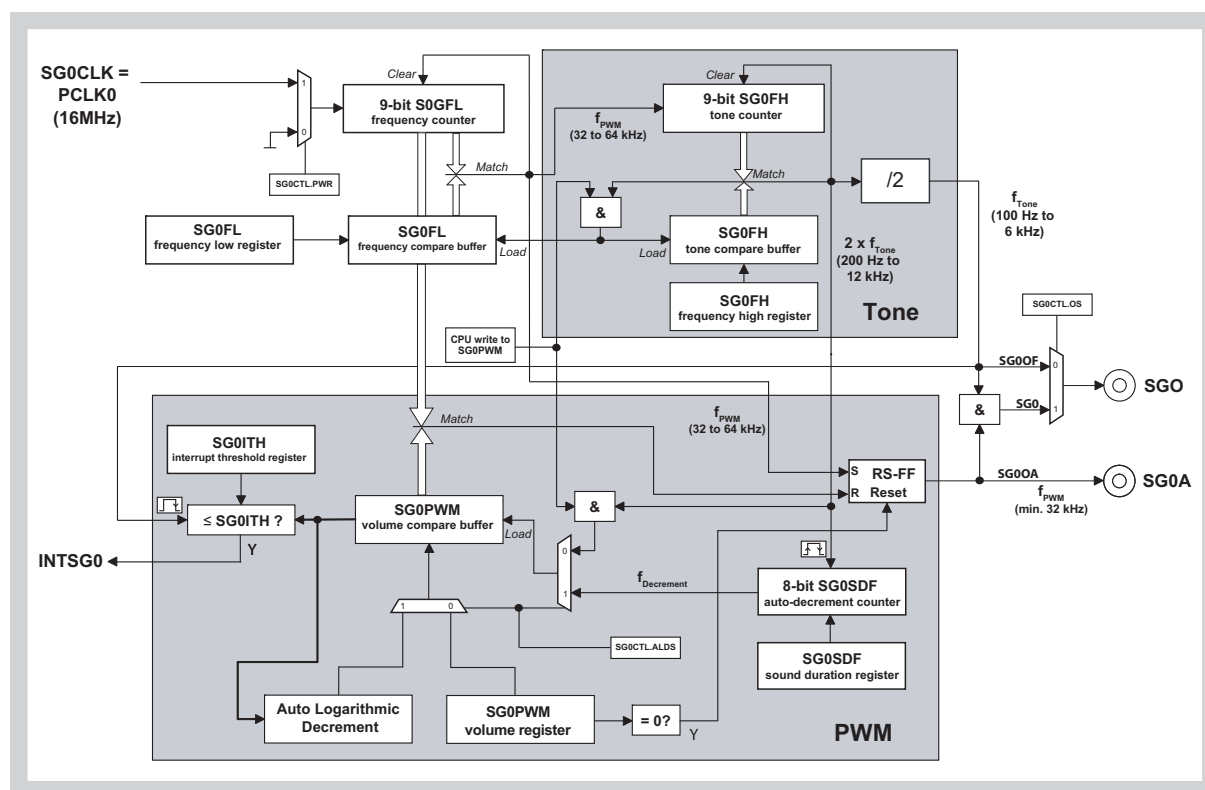 SG0CLK =
PCLK0
(16MHz)
1
0
SG0CTL.PWR
Clear
9-bit S0GFL
frequency counter
Match
SG0FL
frequency low register
SG0FL
frequency compare buffer
Load
f PWM
(32 to 64 kHz)
Clear
9-bit SG0FH
tone counter
Match
&
/2
SG0FH
tone compare buffer
Load
SG0FH
frequency high register
2 x f Tone
(200 Hz to
12 kHz)
Tone
f Tone
(100 Hz to
6 kHz)
CPU write to
SG0PWM
SG0CTL.OS
SG0OF
0
SGO
&
SG0
1
Match
f PWM
(32 to 64 kHz)
SG0ITH
interrupt threshold register
S
RS-FF
R
Reset
SG0OA
SG0A
f PWM
(min. 32 kHz)
≤ SG0ITH ?
Y
INTSG0
SG0PWM
volume compare buffer
Load
&
0
1
f Decrement
8-bit SG0SDF
auto-decrement counter
1
0
SG0CTL.ALDS
SG0SDF
sound duration register
Auto Logarithmic
Decrement
SG0PWM
volume register
= 0?
Y
PWM